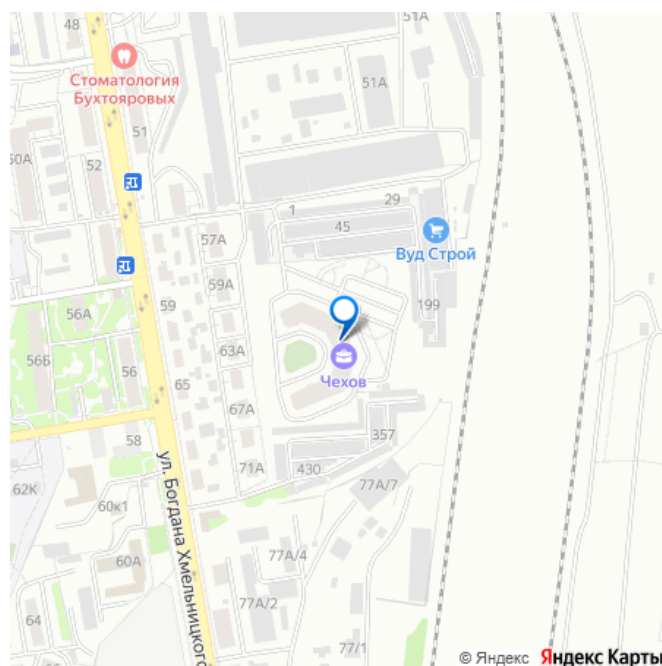 48
51А
Стоматология
Бухтояровых
51А
51
60А
52
1
29
45
57А
Вуд Строй
59А
199
59
56А
63А
56Б
56
65
Чехов
67А
357
58
71А
430
77А/7
62К
60к1
ул. Богдана Хмельницкого
60А
77А/4
64
77А/2
77/1
© Яндекс Яндекс Карты